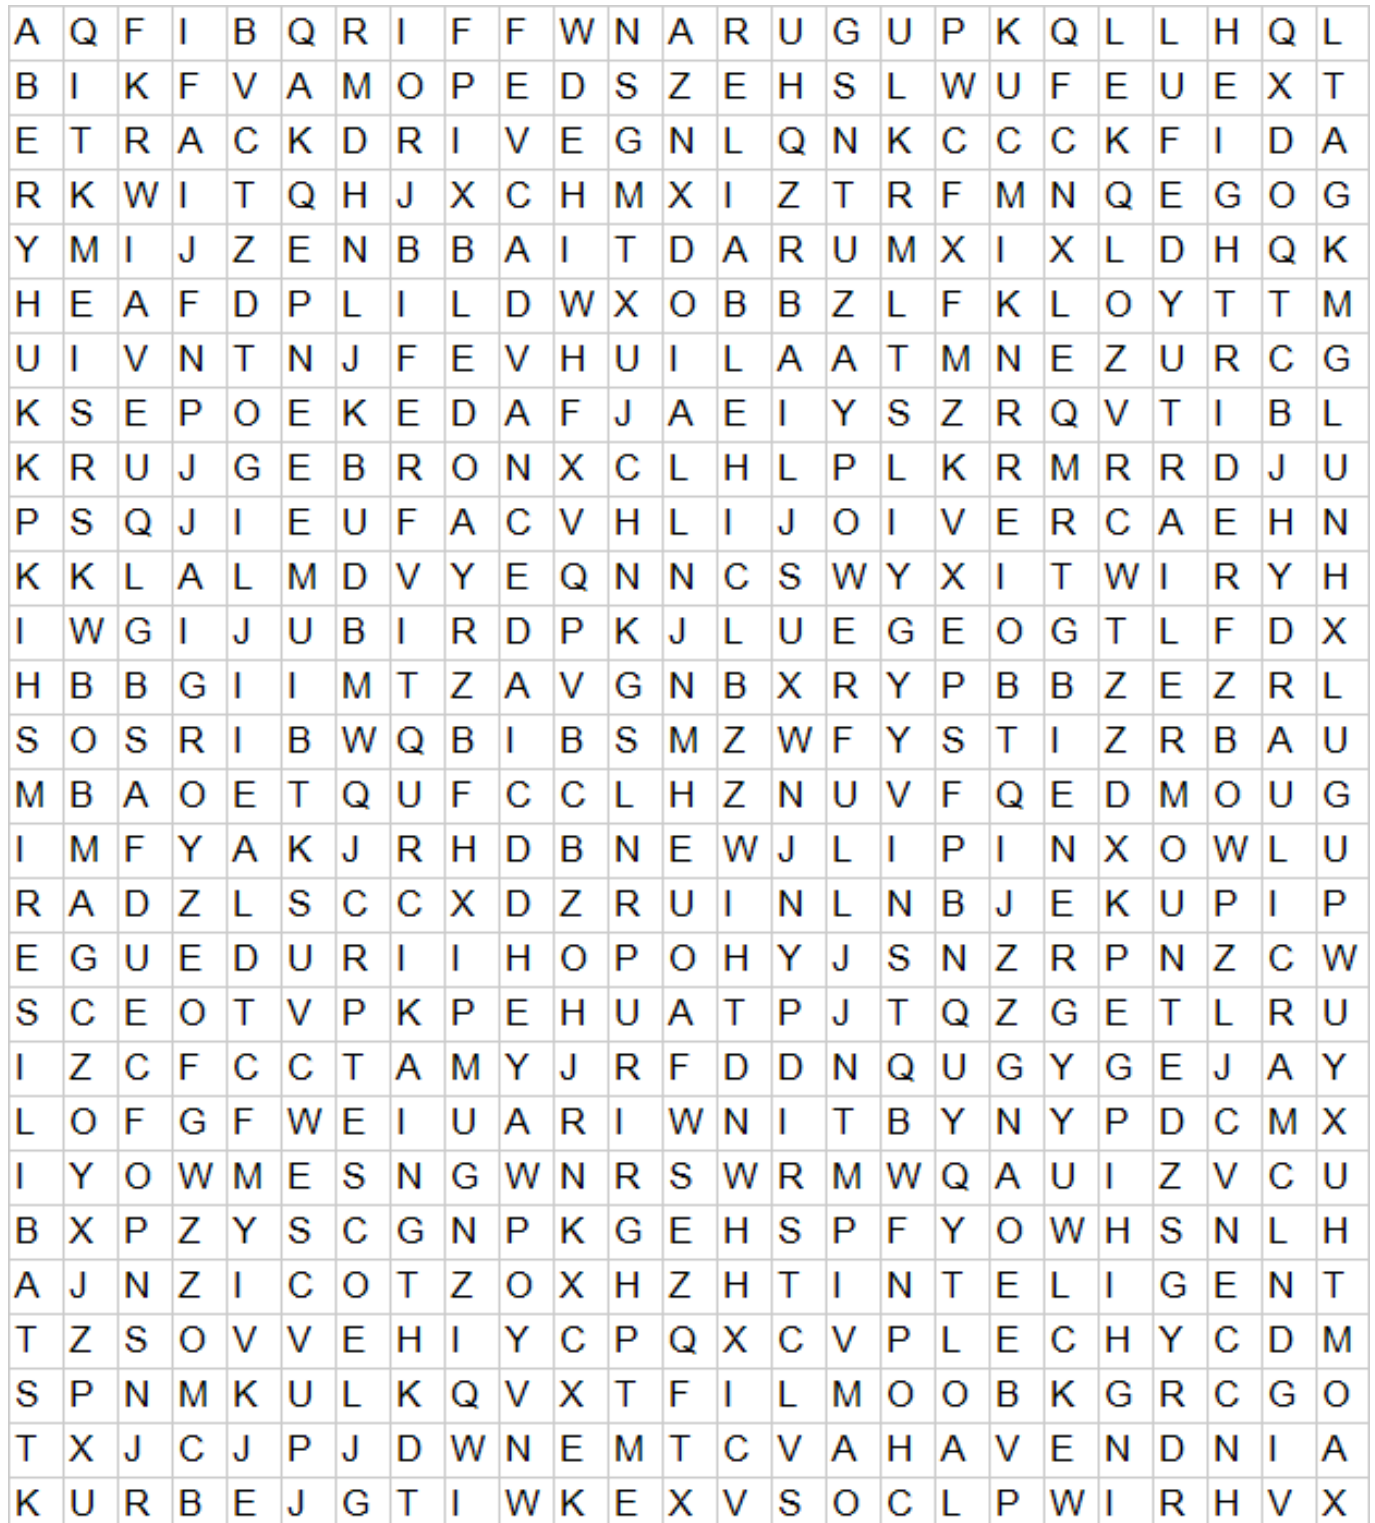 A Q F I B Q R I F F W N A R U G U P K Q L L H Q L
B I K F V A M O P E D S Z E H S L W U F E U E X T
E T R A C K D R I V E G N L Q N K C C C K F I D A
R K W I T Q H J X C H M X I Z T R F M N Q E G O G
Y M I J Z E N B B A I T D A R U M X I X L D H Q K
H E A F D P L I L D W X O B B Z L F K L O Y T T M
U I V N T N J F E V H U I L A A T M N E Z U R C G
K S E P O E K E D A F J A E I Y S Z R Q V T I B L
K R U J G E B R O N X C L H L P L K R M R R D J U
P S Q J I E U F A C V H L I J O I V E R C A E H N
K K L A L M D V Y E Q N N C S W Y X I T W I R Y H
I W G I J U B I R D P K J L U E G E O G T L F D X
H B B G I I M T Z A V G N B X R Y P B B Z E Z R L
S O S R I B W Q B I B S M Z W F Y S T I Z R B A U
M B A O E T Q U F C C L H Z N U V F Q E D M O U G
I M F Y A K J R H D B N E W J L I P I N X O W L U
R A D Z L S C C X D Z R U I N L N B J E K U P I P
E G U E D U R I I H O P O H Y J S N Z R P N Z C W
S C E O T V P K P E H U A T P J T Q Z G E T L R U
I Z C F C C T A M Y J R F D D N Q U G Y G E J A Y
L O F G F W E I U A R I W N I T B Y N Y P D C M X
I Y O W M E S N G W N R S W R M W Q A U I Z V C U
B X P Z Y S C G N P K G E H S P F Y O W H S N L H
A J N Z I C O T Z O X H Z H T I N T E L I G E N T
T Z S O V V E H I Y C P Q X C V P L E C H Y C D M
S P N M K U L K Q V X T F I L M O O B K G R C G O
T X J C J P J D W N E M T C V A H A V E N D N I A
K U R B E J G T I W K E X V S O C L P W I R H V X